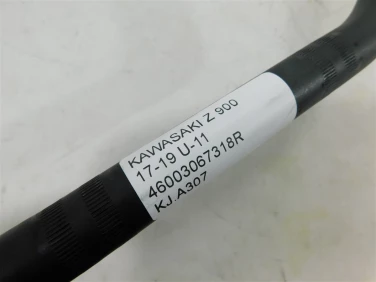 KAWASAKI Z 900
17-19 U-11
46003067318R
KJ.A307